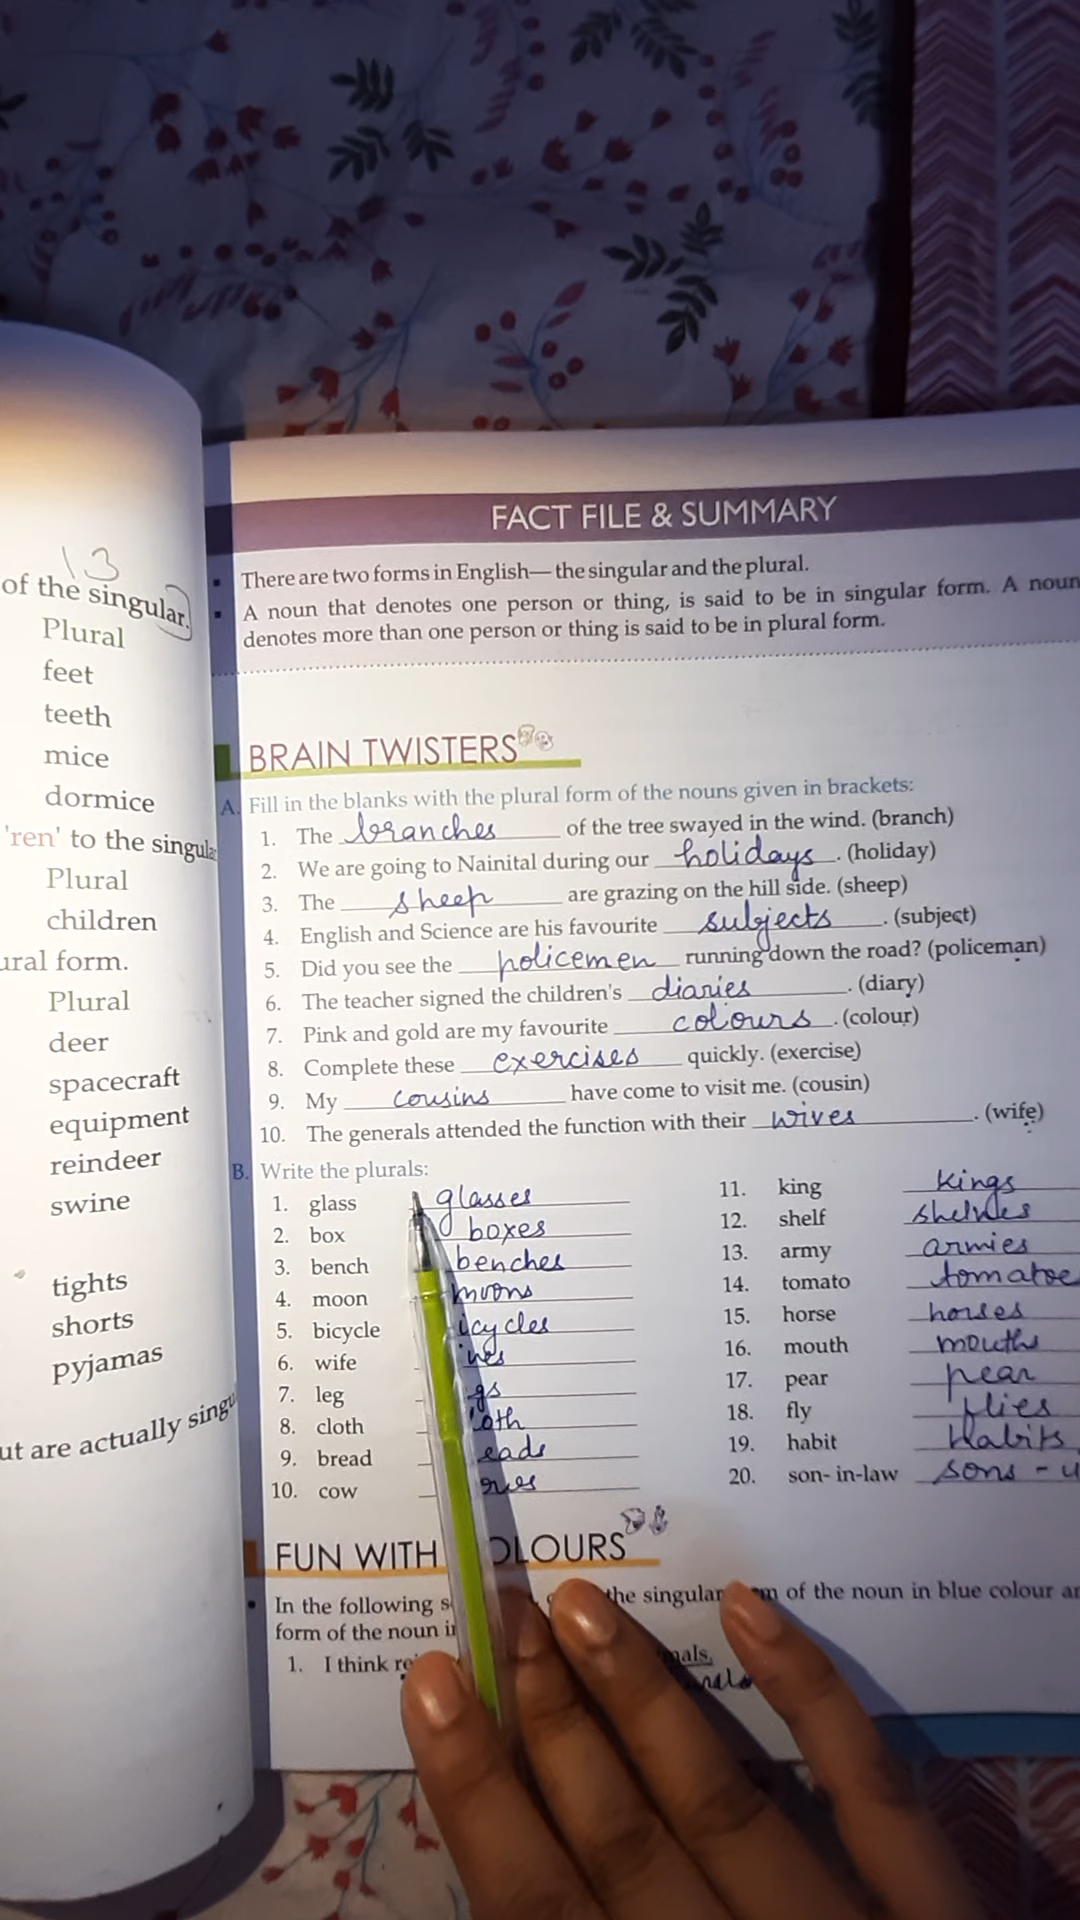 13
of the singular.
Plural
feet
teeth
mice
dormice
'ren' to the singula
Plural
children
ural form.
Plural
deer
spacecraft
equipment
reindeer
swine
tights
shorts
pyjamas
ut are actually singu
FACT FILE & SUMMARY
There are two forms in English— the singular and the plural.
A noun that denotes one person or thing, is said to be in singular form. A noun
denotes more than one person or thing is said to be in plural form.
BRAIN TWISTERS
A. Fill in the blanks with the plural form of the nouns given in brackets:
1. The branches of the tree swayed in the wind. (branch)
2. We are going to Nainital during our holidays. (holiday)
3. The sheep are grazing on the hill side. (sheep)
4. English and Science are his favourite subjects. (subject)
5. Did you see the policemen running down the road? (policeman)
6. The teacher signed the children's diaries. (diary)
7. Pink and gold are my favourite colours. (colour)
8. Complete these exercises quickly. (exercise)
9. My cousins have come to visit me. (cousin)
10. The generals attended the function with their wives. (wife)
B. Write the plurals:
1. glass glasses
2. box boxes
3. bench benches
4. moon moons
5. bicycle icycles
6. wife ives
7. leg gs
8. cloth loth
9. bread eads
10. cow
11. king kings
12. shelf shelves
13. army armies
14. tomato tomatoe
15. horse horses
16. mouth mouths
17. pear pear
18. fly flies
19. habit Habits
20. son- in-law sons -
FUN WITH OLOURS
In the following s the singular m of the noun in blue colour
form of the noun
1. I think mals.